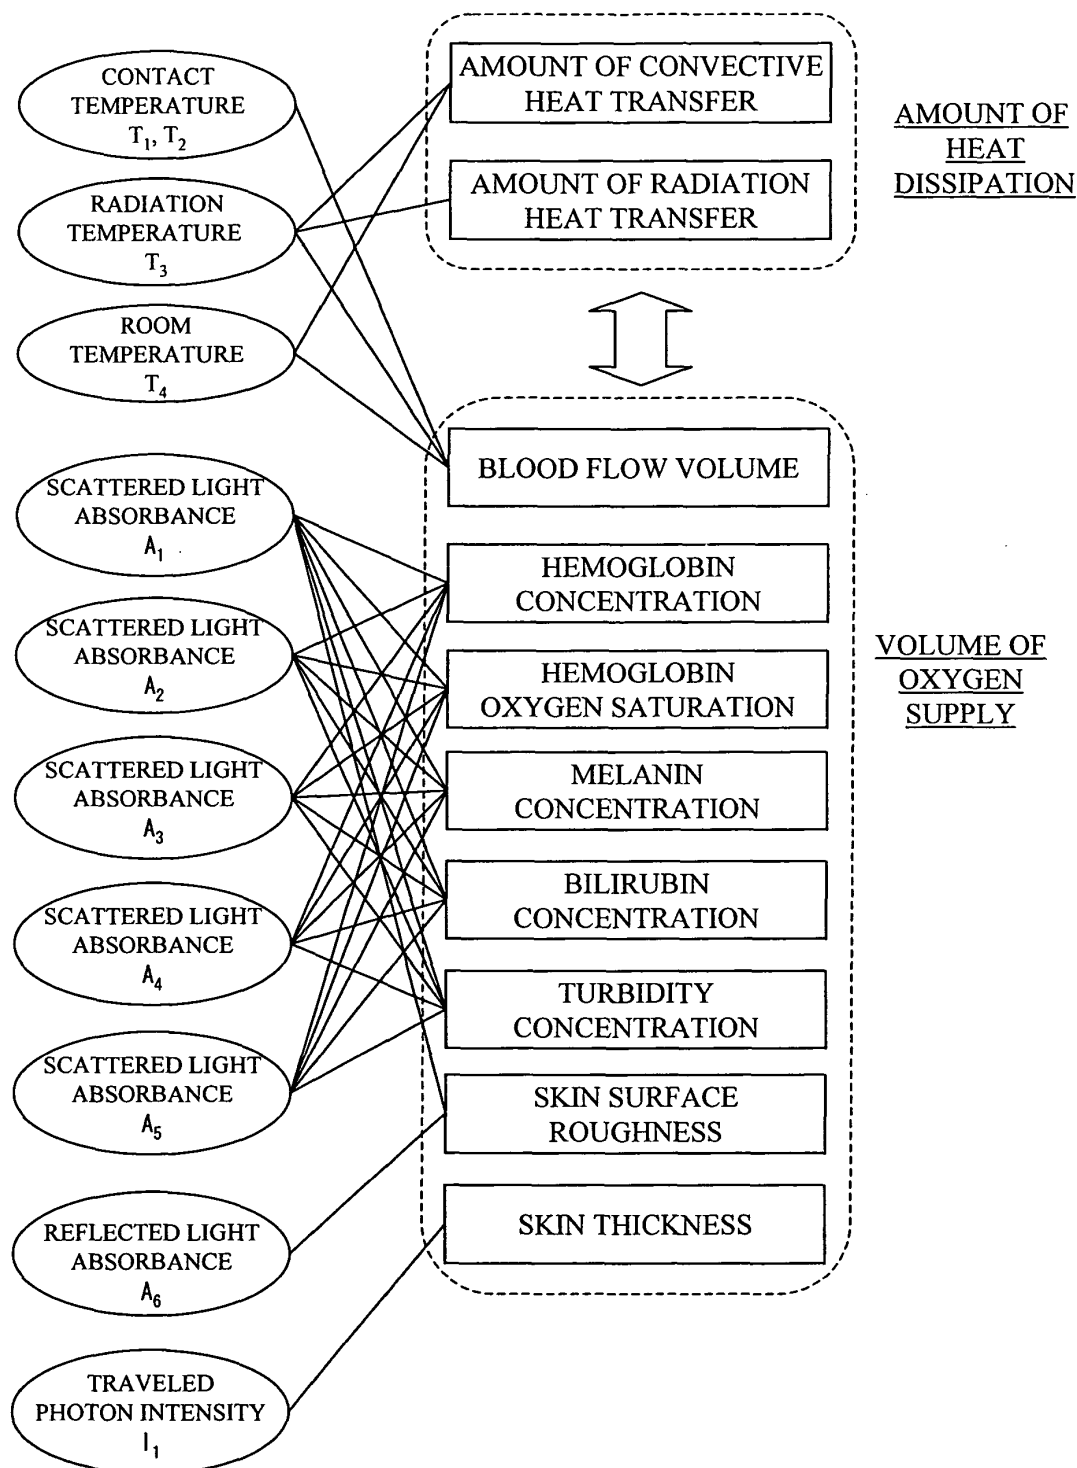 CONTACT
TEMPERATURE
T1, T2
RADIATION
TEMPERATURE
T3
ROOM
TEMPERATURE
T4
SCATTERED LIGHT
ABSORBANCE
A1
SCATTERED LIGHT
ABSORBANCE
A2
SCATTERED LIGHT
ABSORBANCE
A3
SCATTERED LIGHT
ABSORBANCE
A4
SCATTERED LIGHT
ABSORBANCE
A5
REFLECTED LIGHT
ABSORBANCE
A6
TRAVELED
PHOTON INTENSITY
I1
AMOUNT OF CONVECTIVE
HEAT TRANSFER
AMOUNT OF RADIATION
HEAT TRANSFER
BLOOD FLOW VOLUME
HEMOGLOBIN
CONCENTRATION
HEMOGLOBIN
OXYGEN SATURATION
MELANIN
CONCENTRATION
BILIRUBIN
CONCENTRATION
TURBIDITY
CONCENTRATION
SKIN SURFACE
ROUGHNESS
SKIN THICKNESS
AMOUNT OF
HEAT
DISSIPATION
VOLUME OF
OXYGEN
SUPPLY